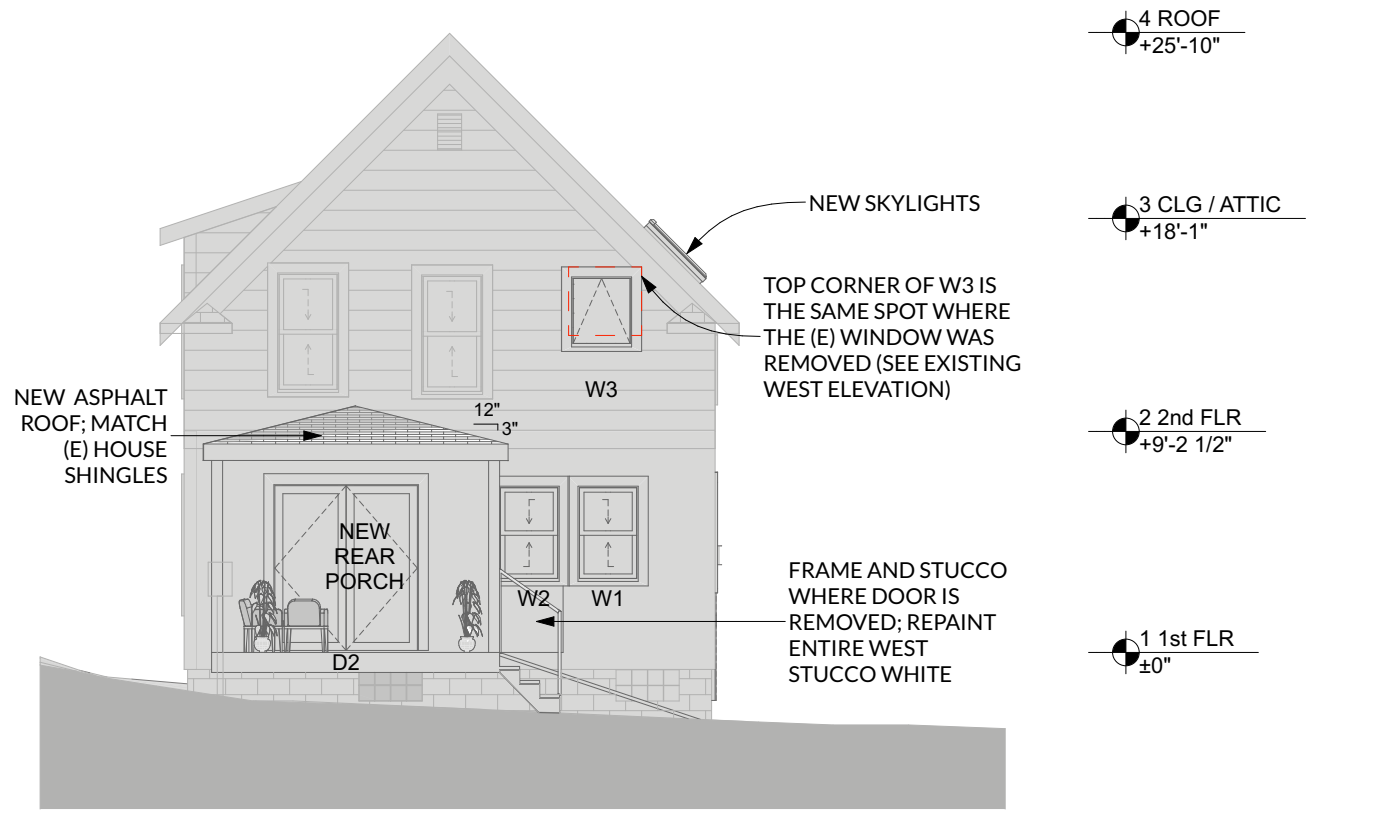 4 ROOF
+25'-10"
NEW SKYLIGHTS
3 CLG / ATTIC
+18'-1"
TOP CORNER OF W3 IS
THE SAME SPOT WHERE
THE (E) WINDOW WAS
REMOVED (SEE EXISTING
WEST ELEVATION)
W3
NEW ASPHALT
ROOF; MATCH
(E) HOUSE
SHINGLES
12"
3"
2 2nd FLR
+9'-2 1/2"
NEW
REAR
PORCH
W2
W1
D2
FRAME AND STUCCO
WHERE DOOR IS
REMOVED; REPAINT
ENTIRE WEST
STUCCO WHITE
1 1st FLR
±0"